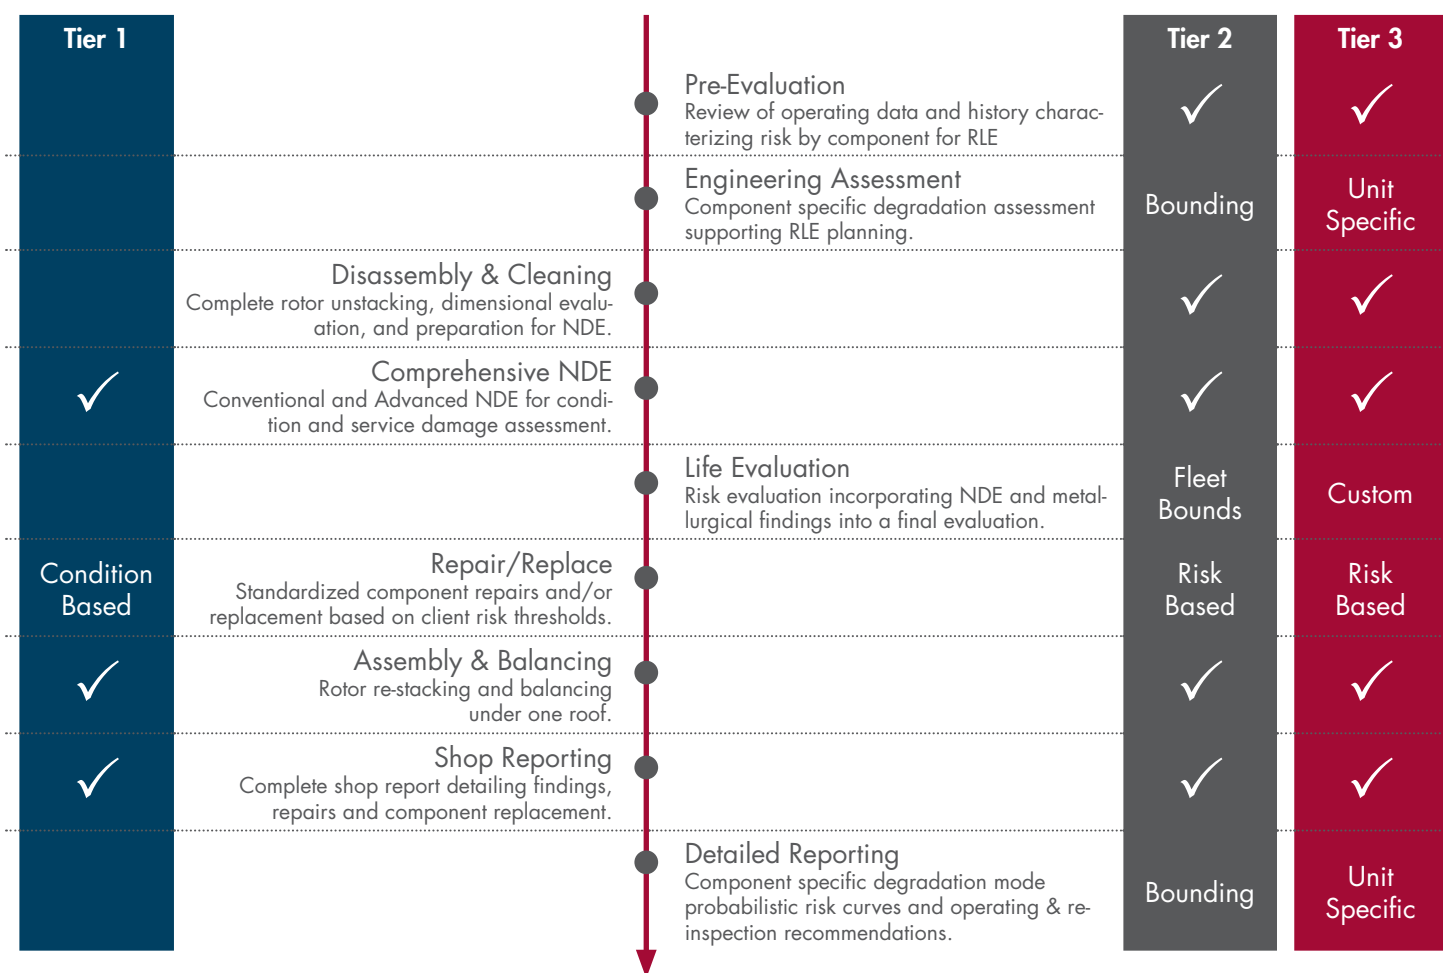 Tier 1
Tier 2
Tier 3
Pre-Evaluation
Review of operating data and history charac-
terizing risk by component for RLE
✓
✓
Engineering Assessment
Component specific degradation assessment
supporting RLE planning.
Bounding
Unit
Specific
Disassembly & Cleaning
Complete rotor unstacking, dimensional evalu-
ation, and preparation for NDE.
✓
✓
✓
Comprehensive NDE
Conventional and Advanced NDE for condi-
tion and service damage assessment.
✓
✓
Life Evaluation
Risk evaluation incorporating NDE and metal-
lurgical findings into a final evaluation.
Fleet
Bounds
Custom
Condition
Based
Repair/Replace
Standardized component repairs and/or
replacement based on client risk thresholds.
Risk
Based
Risk
Based
✓
Assembly & Balancing
Rotor re-stacking and balancing
under one roof.
✓
✓
✓
Shop Reporting
Complete shop report detailing findings,
repairs and component replacement.
✓
✓
Detailed Reporting
Component specific degradation mode
probabilistic risk curves and operating & re-
inspection recommendations.
Bounding
Unit
Specific